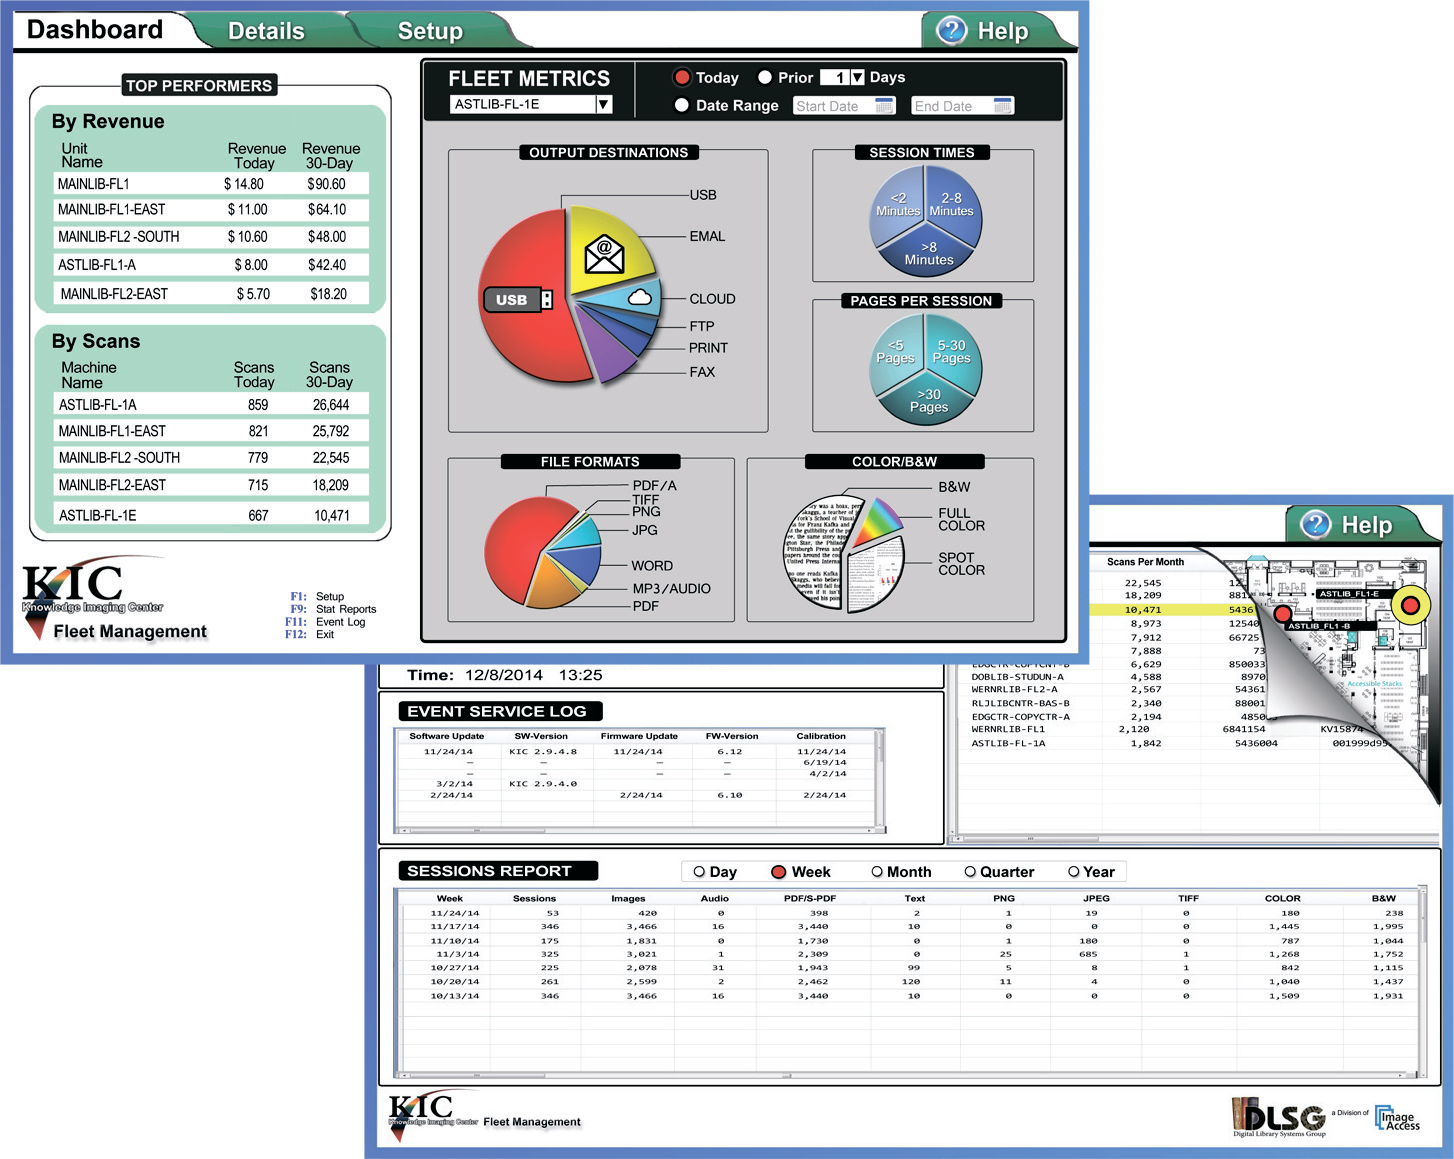 Dashboard Details Setup Help
TOP PERFORMERS
By Revenue
Unit Name Revenue Today Revenue 30-Day
MAINLIB-FL1 $ 14.80 $90.60
MAINLIB-FL1-EAST $ 11.00 $64.10
MAINLIB-FL2 -SOUTH $ 10.60 $48.00
ASTLIB-FL1-A $ 8.00 $42.40
MAINLIB-FL2-EAST $ 5.70 $18.20
By Scans
Machine Name Scans Today Scans 30-Day
ASTLIB-FL-1A 859 26,644
MAINLIB-FL1-EAST 821 25,792
MAINLIB-FL2 -SOUTH 779 22,545
MAINLIB-FL2-EAST 715 18,209
ASTLIB-FL-1E 667 10,471
KIC
Knowledge Imaging Center
Fleet Management
F1: Setup
F9: Stat Reports
F11: Event Log
F12: Exit
FLEET METRICS
ASTLIB-FL-1E
Today Prior 1 Days
Date Range Start Date End Date
OUTPUT DESTINATIONS
USB
EMAL
@
USB
CLOUD
FTP
PRINT
FAX
SESSION TIMES
<2 Minutes
2-8 Minutes
>8 Minutes
PAGES PER SESSION
<5 Pages
5-30 Pages
>30 Pages
FILE FORMATS
PDF/A
TIFF
PNG
JPG
WORD
MP3/AUDIO
PDF
COLOR/B&W
B&W
FULL COLOR
SPOT COLOR
Help
Scans Per Month
22,545
18,209
10,471 5436
8,973 12540
7,912 66725
7,888 73
EDGCTR-COPYCNT-B 6,629 850033
DOBLIB-STUDUN-A 4,588 8970
WERNRLIB-FL2-A 2,567 54361
RLJLIBCNTR-BAS-B 2,340 88001
EDGCTR-COPYCTR-A 2,194
WERNRLIB-FL1 2,120 6841154 KV15874
ASTLIB-FL-1A 1,842 5436004 001999d95
ASTLIB_FL1-E
ASTLIB_FL1 -B
Accessible Stacks
Time: 12/8/2014 13:25
EVENT SERVICE LOG
Software Update SW-Version Firmware Update FW-Version Calibration
11/24/14 KIC 2.9.4.8 11/24/14 6.12 11/24/14
— — — — 6/19/14
— — — — 4/2/14
3/2/14 KIC 2.9.4.0
2/24/14 2/24/14 6.10 2/24/14
SESSIONS REPORT Day Week Month Quarter Year
Week Sessions Images Audio PDF/S-PDF Text PNG JPEG TIFF COLOR B&W
11/24/14 53 420 0 398 2 1 19 0 180 238
11/17/14 346 3,466 16 3,440 10 0 0 0 1,445 1,995
11/10/14 175 1,831 0 1,730 0 1 180 0 787 1,044
11/3/14 325 3,021 1 2,309 0 25 685 1 1,268 1,752
10/27/14 225 2,078 31 1,943 99 5 8 1 842 1,115
10/20/14 261 2,599 2 2,462 120 11 4 0 1,040 1,437
10/13/14 346 3,466 16 3,440 10 0 0 0 1,509 1,931
KIC
Knowledge Imaging Center
Fleet Management
DLSG
Digital Library Systems Group
a Division of
Image Access